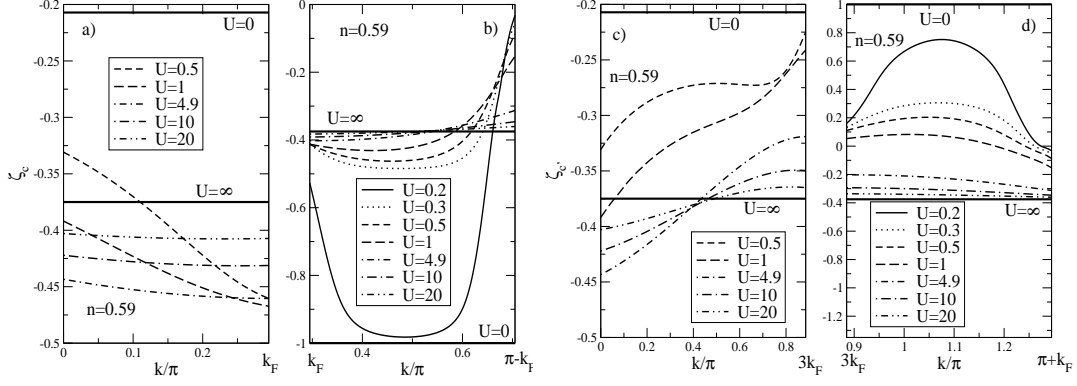 -0.2
U=0
a)
U=0.5
U=1
U=4.9
U=10
U=20
-0.25
-0.3
-0.35
-0.4
-0.45
-0.5
ζc
U=∞
n=0.59
0
0.1
0.2
kF
k/π
0
n=0.59
b)
-0.2
-0.4
-0.6
-0.8
-1
U=∞
U=0.2
U=0.3
U=0.5
U=1
U=4.9
U=10
U=20
U=0
kF
0.4
0.6
π-kF
k/π
-0.2
U=0
c)
n=0.59
-0.25
-0.3
-0.35
-0.4
-0.45
-0.5
ζc'
U=∞
U=0.5
U=1
U=4.9
U=10
U=20
0
0.2
0.4
0.6
0.8
3kF
k/π
1
U=0
d)
n=0.59
0.8
0.6
0.4
0.2
0
-0.2
-0.4
-0.6
-0.8
-1
-1.2
U=∞
U=0.2
U=0.3
U=0.5
U=1
U=4.9
U=10
U=20
0.9
1
1.1
1.2
3kF
k/π
π+kF